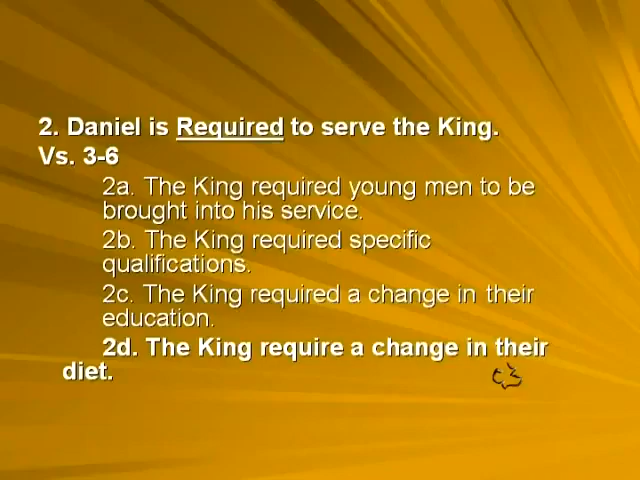 2. Daniel is Required to serve the King.
Vs. 3-6
2a. The King required young men to be
brought into his service.
2b. The King required specific
qualifications.
2c. The King required a change in their
education.
2d. The King require a change in their
diet.